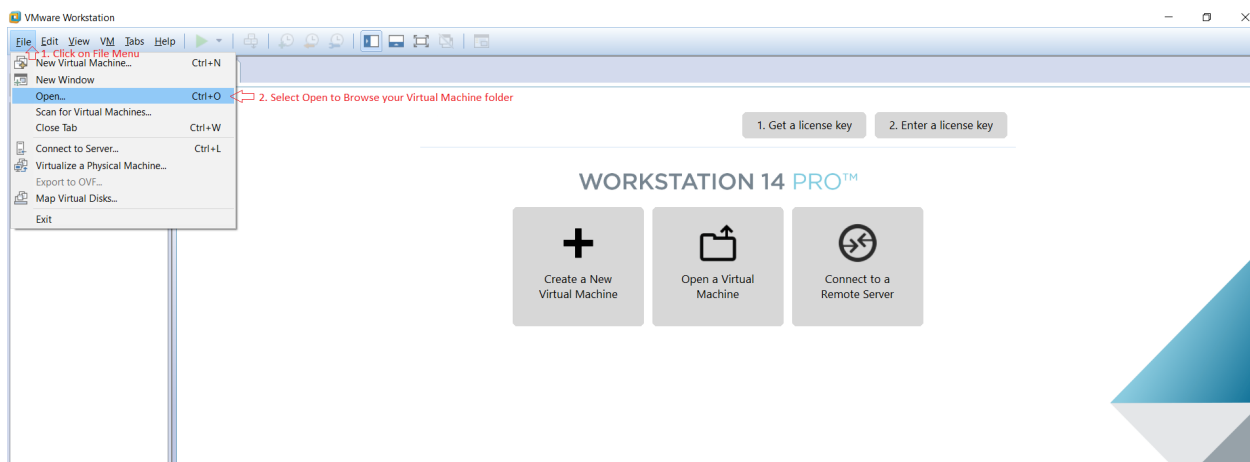 VMware Workstation
File Edit View VM Tabs Help
1. Click on File Menu
New Virtual Machine... Ctrl+N
New Window
Open... Ctrl+O
2. Select Open to Browse your Virtual Machine folder
Scan for Virtual Machines...
Close Tab Ctrl+W
Connect to Server... Ctrl+L
Virtualize a Physical Machine...
Export to OVF...
Map Virtual Disks...
Exit
1. Get a license key 2. Enter a license key
WORKSTATION 14 PRO™
Create a New
Virtual Machine
Open a Virtual
Machine
Connect to a
Remote Server